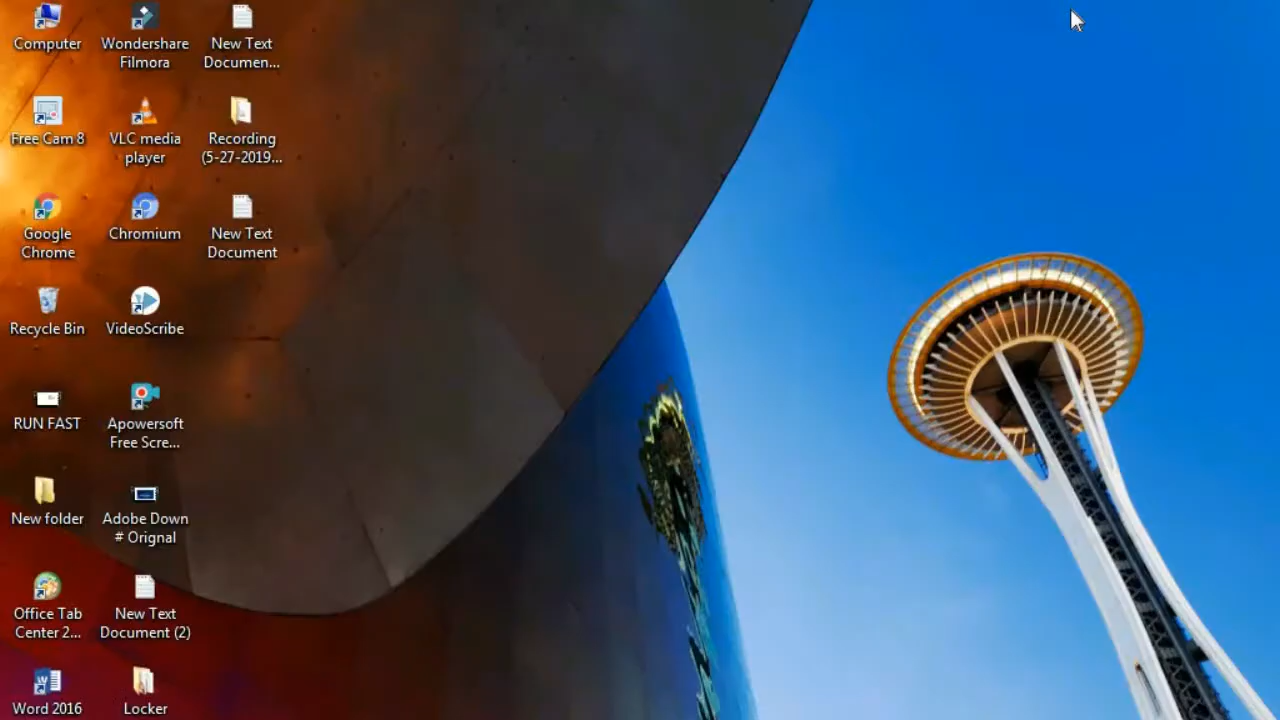 Computer
Wondershare
Filmora
New Text
Documen...
Free Cam 8
VLC media
player
Recording
(5-27-2019...
Google
Chrome
Chromium
New Text
Document
Recycle Bin
VideoScribe
RUN FAST
Apowersoft
Free Scre...
New folder
Adobe Down
# Orignal
Office Tab
Center 2...
New Text
Document (2)
Word 2016
Locker